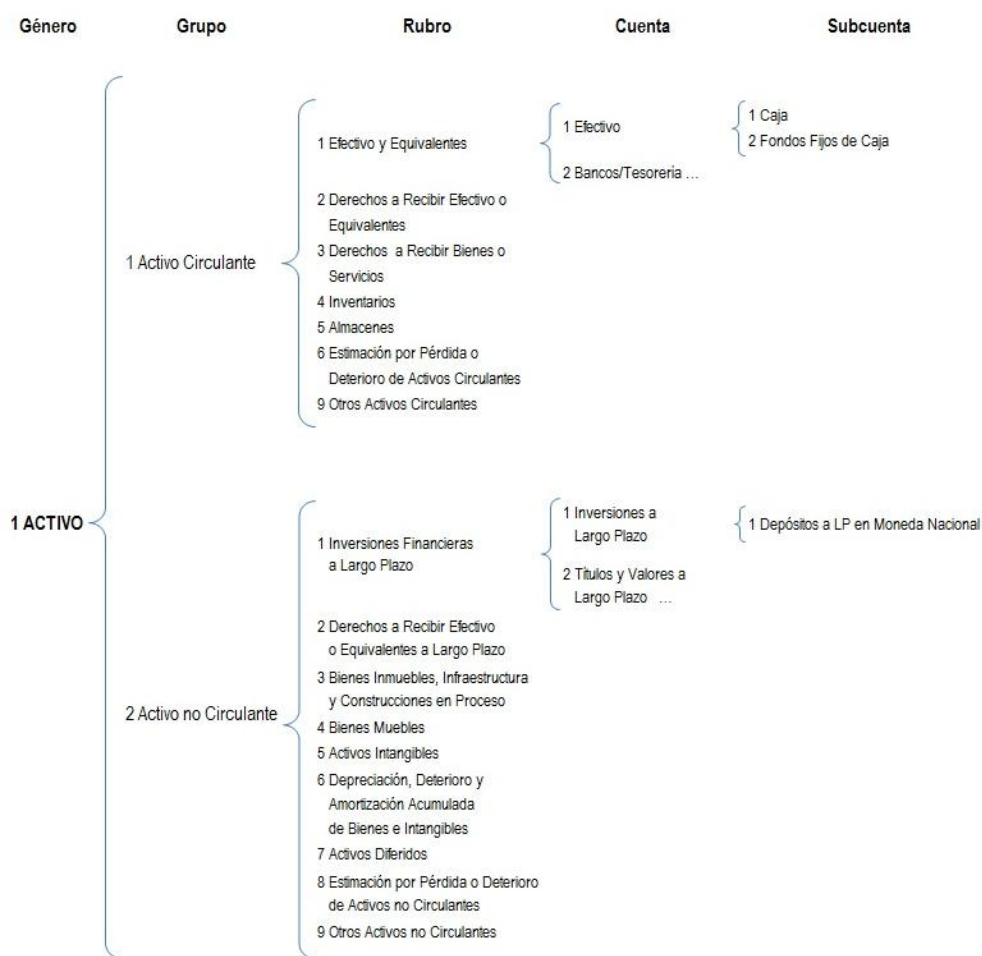 Género Grupo Rubro Cuenta Subcuenta
1 ACTIVO
1 Activo Circulante
1 Efectivo y Equivalentes
1 Efectivo
1 Caja
2 Fondos Fijos de Caja
2 Bancos/Tesorería ...
2 Derechos a Recibir Efectivo o
Equivalentes
3 Derechos a Recibir Bienes o
Servicios
4 Inventarios
5 Almacenes
6 Estimación por Pérdida o
Deterioro de Activos Circulantes
9 Otros Activos Circulantes
2 Activo no Circulante
1 Inversiones Financieras
a Largo Plazo
1 Inversiones a
Largo Plazo
1 Depósitos a LP en Moneda Nacional
2 Títulos y Valores a
Largo Plazo ...
2 Derechos a Recibir Efectivo
o Equivalentes a Largo Plazo
3 Bienes Inmuebles, Infraestructura
y Construcciones en Proceso
4 Bienes Muebles
5 Activos Intangibles
6 Depreciación, Deterioro y
Amortización Acumulada
de Bienes e Intangibles
7 Activos Diferidos
8 Estimación por Pérdida o Deterioro
de Activos no Circulantes
9 Otros Activos no Circulantes